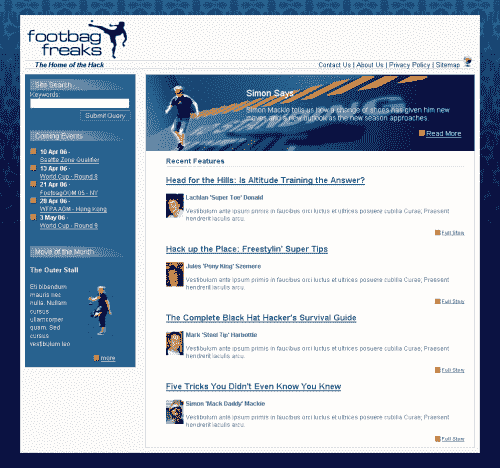 footbag
freaks
The Home of the Hack
Contact Us | About Us | Privacy Policy | Sitemap
Site Search
Keywords:
Submit Query
Coming Events
10 Apr 06 -
Seattle Zone Qualifier
13 Apr 06 -
World Cup - Round 8
21 Apr 06 -
FootbagDUM 05 - NY
28 Apr 06 -
WFPA AGM - Hong Kong
3 May 06 -
World Cup - Round 9
Move of the Month
The Outer Stall
Eti bibendum
mauris nec
nulla. Nullam
cursus
ullamcorper
quam. Sed
cursus
vestibulum leo
more
Simon Says
Simon Mackie tells us how a change of shoes has given him new
moves and a new outlook as the new season approaches.
Read More
Recent Features
Head for the Hills: Is Altitude Training the Answer?
Lachlan 'Super Toe' Donald
Vestibulum ante ipsum primis in faucibus orci luctus et ultrices posuere cubilia Curae; Praesent
hendrerit iaculis arcu.
Full Story
Hack up the Place: Freestylin' Super Tips
Jules 'Pony King' Szemere
Vestibulum ante ipsum primis in faucibus orci luctus et ultrices posuere cubilia Curae; Praesent
hendrerit iaculis arcu.
Full Story
The Complete Black Hat Hacker's Survival Guide
Mark 'Steel Tip' Harbottle
Vestibulum ante ipsum primis in faucibus orci luctus et ultrices posuere cubilia Curae; Praesent
hendrerit iaculis arcu.
Full Story
Five Tricks You Didn't Even Know You Knew
Simon 'Mack Daddy' Mackie
Vestibulum ante ipsum primis in faucibus orci luctus et ultrices posuere cubilia Curae; Praesent
hendrerit iaculis arcu.
Full Story